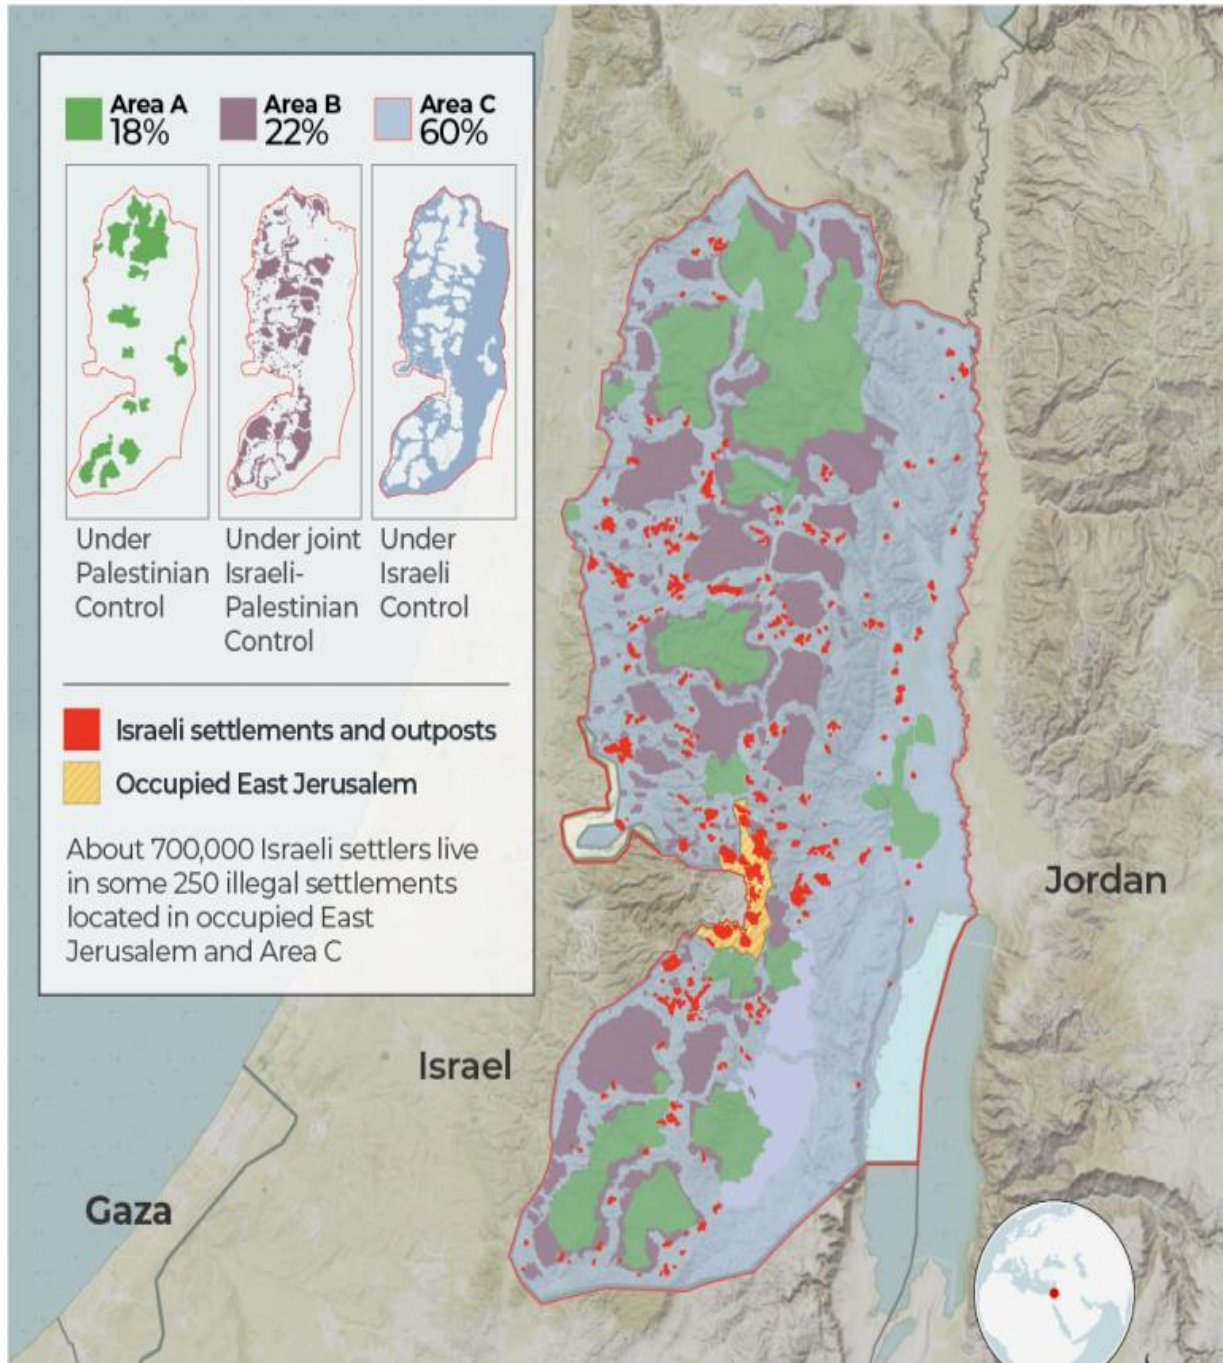 Area A
18%
Area B
22%
Area C
60%
Under
Palestinian
Control
Under joint
Israeli-
Palestinian
Control
Under
Israeli
Control
Israeli settlements and outposts
Occupied East Jerusalem
About 700,000 Israeli settlers live
in some 250 illegal settlements
located in occupied East
Jerusalem and Area C
Jordan
Israel
Gaza